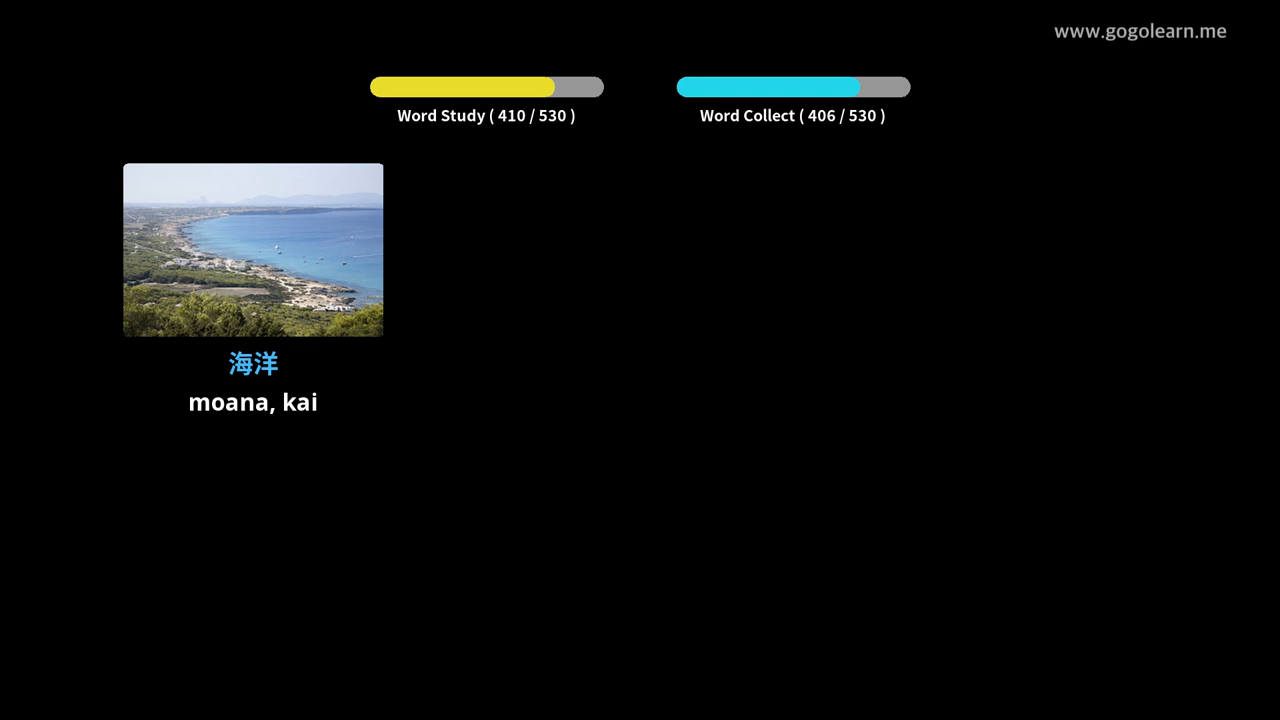 www.gogolearn.me
Word Study ( 410 / 530 )
Word Collect ( 406 / 530 )
海洋
moana, kai